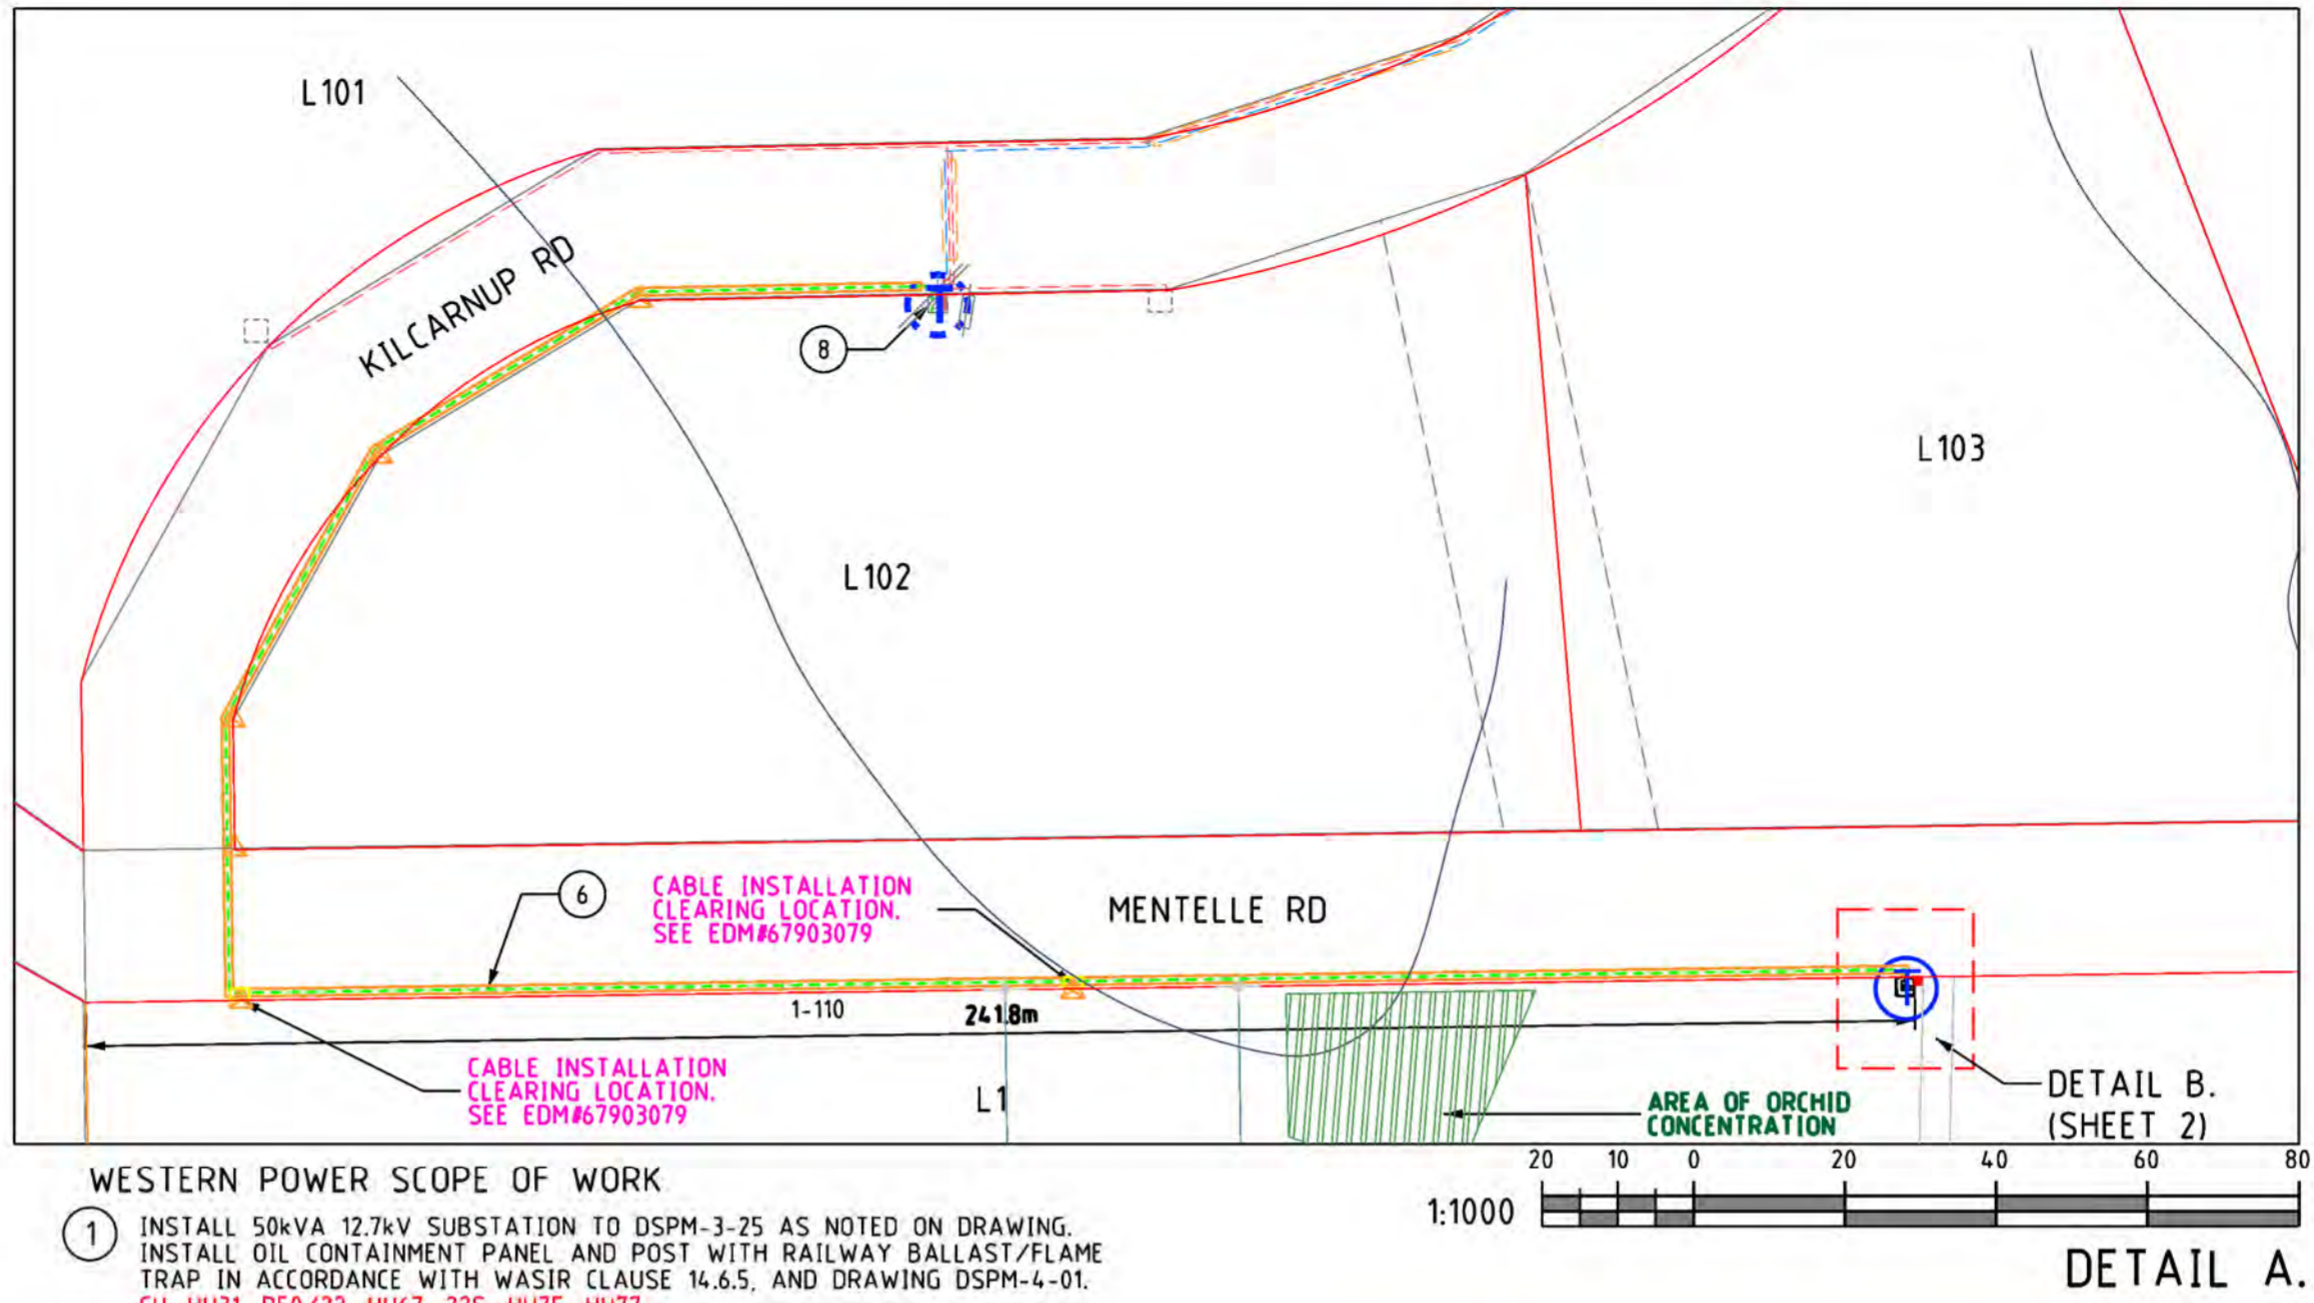 L101
KILCARNUP RD
8
L103
L102
6
CABLE INSTALLATION
CLEARING LOCATION.
SEE EDM#67903079
MENTELLE RD
1-110
241.8m
CABLE INSTALLATION
CLEARING LOCATION.
SEE EDM#67903079
L1
AREA OF ORCHID
CONCENTRATION
DETAIL B.
(SHEET 2)
WESTERN POWER SCOPE OF WORK
1 INSTALL 50kVA 12.7kV SUBSTATION TO DSPM-3-25 AS NOTED ON DRAWING.
INSTALL OIL CONTAINMENT PANEL AND POST WITH RAILWAY BALLAST/FLAME
TRAP IN ACCORDANCE WITH WASIR CLAUSE 14.6.5, AND DRAWING DSPM-4-01.
20 10 0 20 40 60 80
1:1000
DETAIL A.